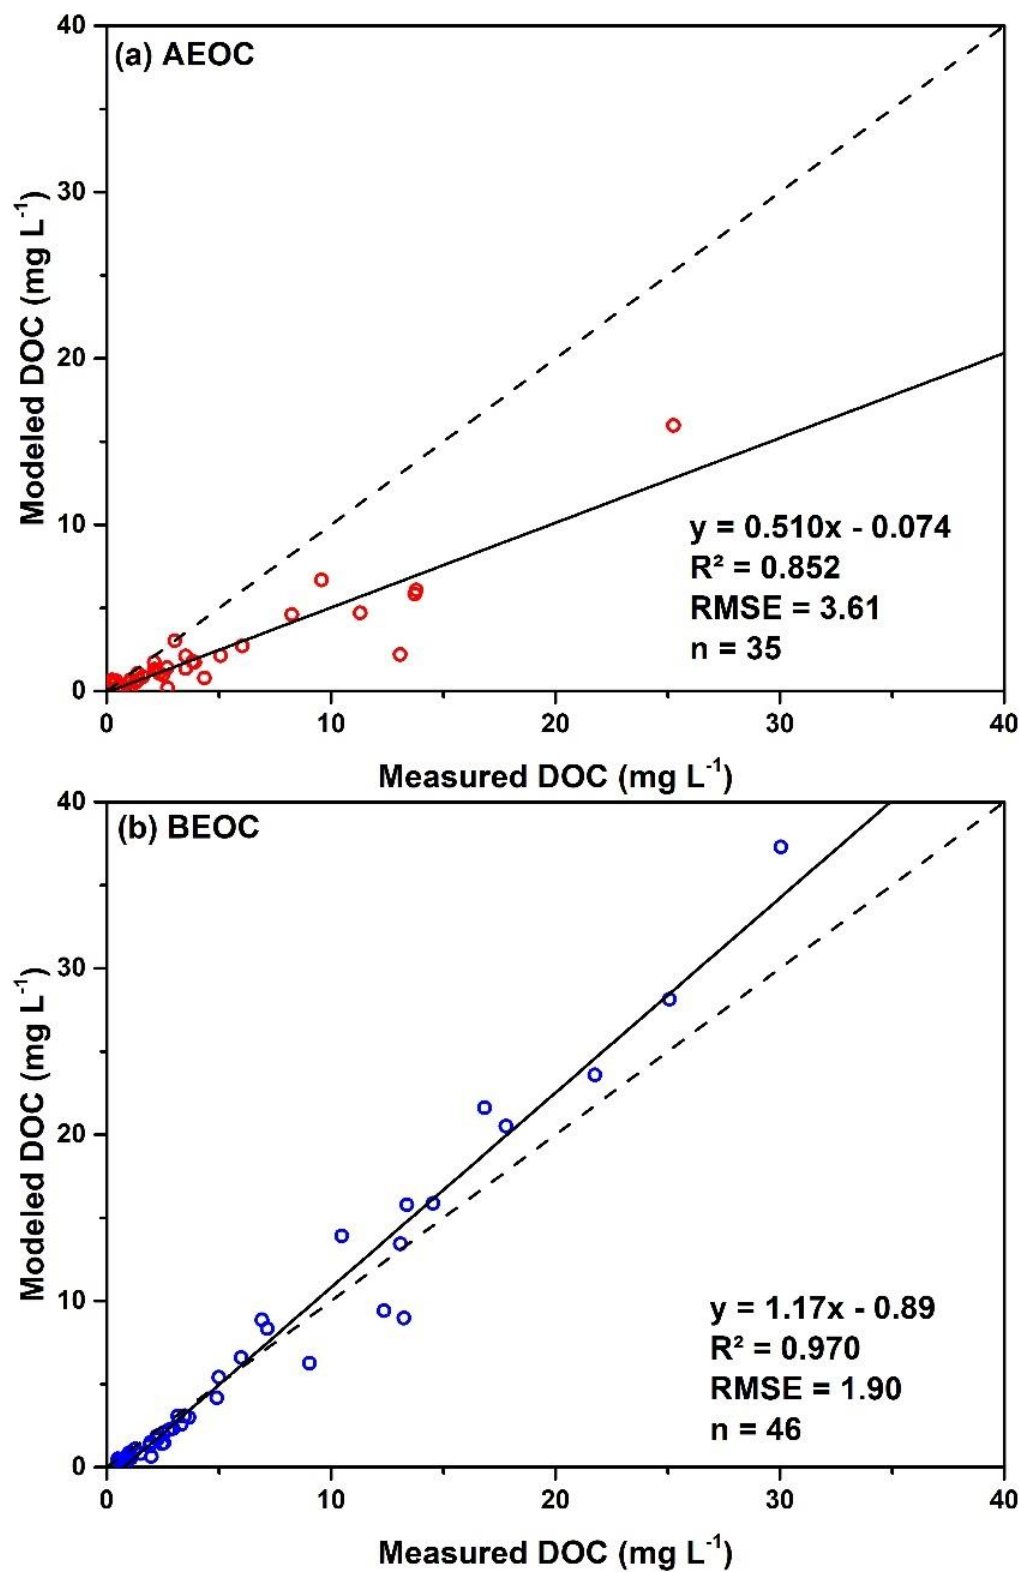 (a) AEOC
40
30
20
10
0
Modeled DOC (mg L⁻¹)
y = 0.510x - 0.074
R² = 0.852
RMSE = 3.61
n = 35
0 10 20 30 40
Measured DOC (mg L⁻¹)
(b) BEOC
40
30
20
10
0
Modeled DOC (mg L⁻¹)
y = 1.17x - 0.89
R² = 0.970
RMSE = 1.90
n = 46
0 10 20 30 40
Measured DOC (mg L⁻¹)